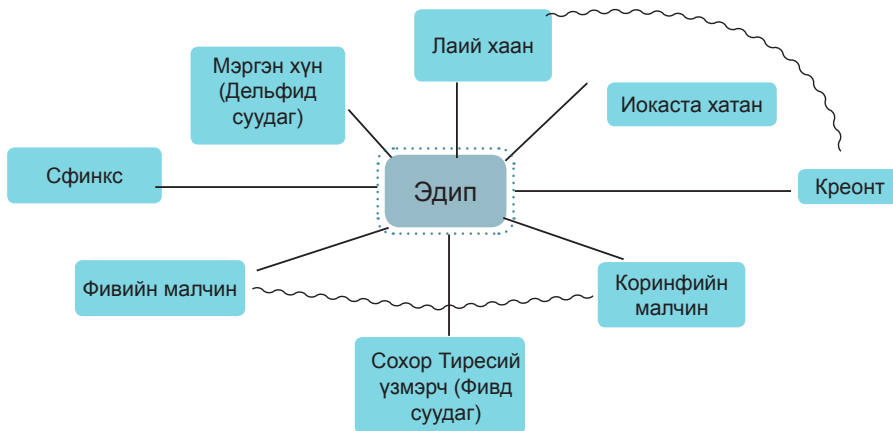 Лаий хаан
Мэргэн хүн
(Дельфид
суудаг)
Иокаста хатан
Сфинкс
Эдип
Креонт
Фивийн малчин
Коринфийн
малчин
Сохор Тиресий
үзмэрч (Фивд
суудаг)